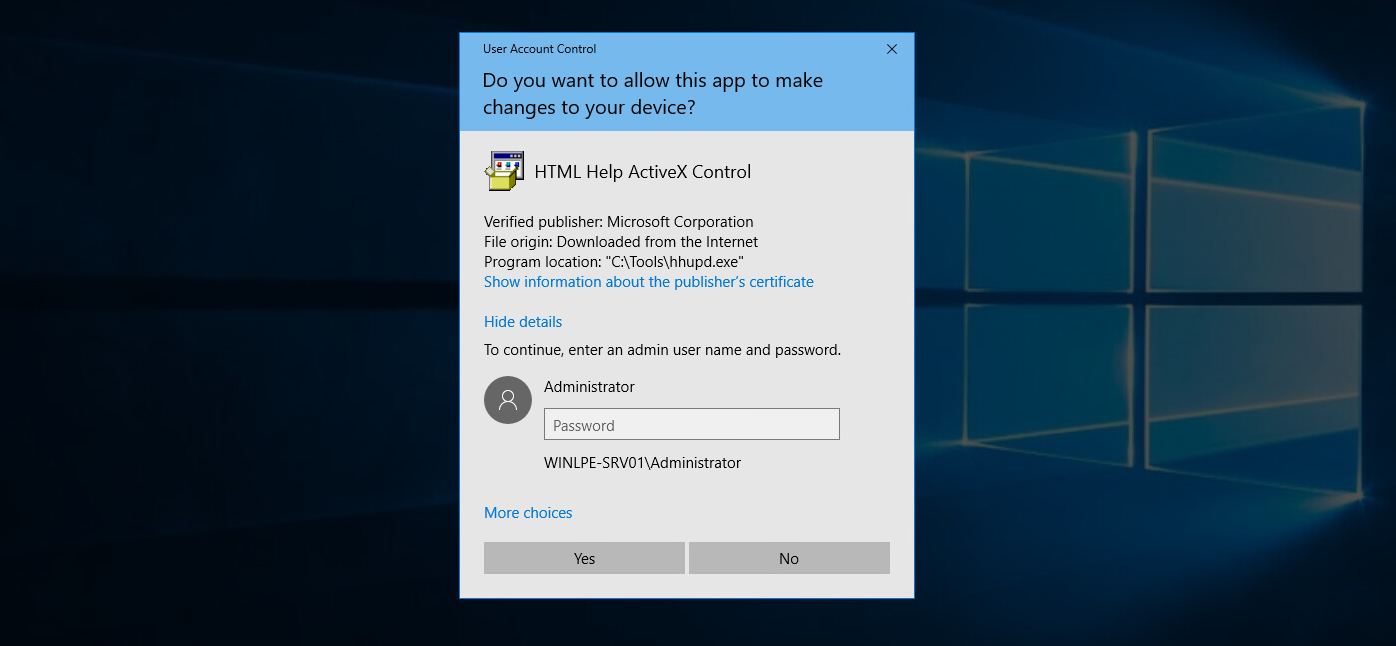 User Account Control
Do you want to allow this app to make
changes to your device?
HTML Help ActiveX Control
Verified publisher: Microsoft Corporation
File origin: Downloaded from the Internet
Program location: "C:\Tools\hhupd.exe"
Show information about the publisher’s certificate
Hide details
To continue, enter an admin user name and password.
Administrator
Password
WINLPE-SRV01\Administrator
More choices
Yes
No